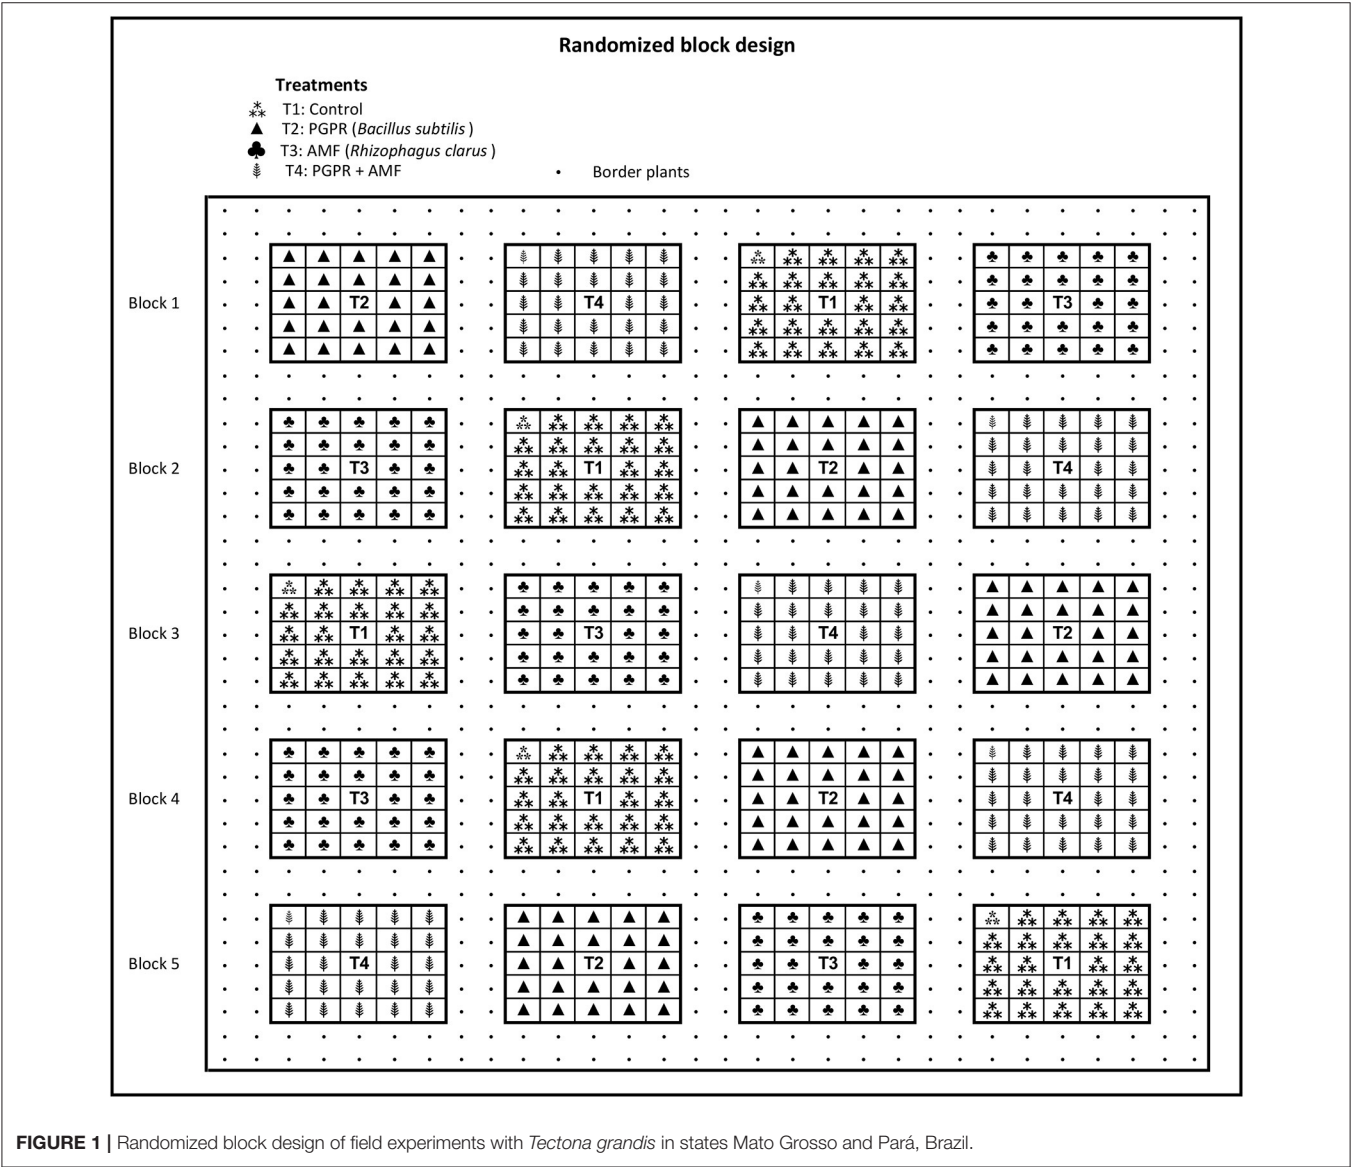 Randomized block design
Treatments
T1: Control
T2: PGPR (Bacillus subtilis )
T3: AMF (Rhizophagus clarus )
T4: PGPR + AMF
Border plants
Block 1
T2
T4
T1
T3
Block 2
T3
T1
T2
T4
Block 3
T1
T3
T4
T2
Block 4
T3
T1
T2
T4
Block 5
T4
T2
T3
T1
FIGURE 1 | Randomized block design of field experiments with Tectona grandis in states Mato Grosso and Pará, Brazil.